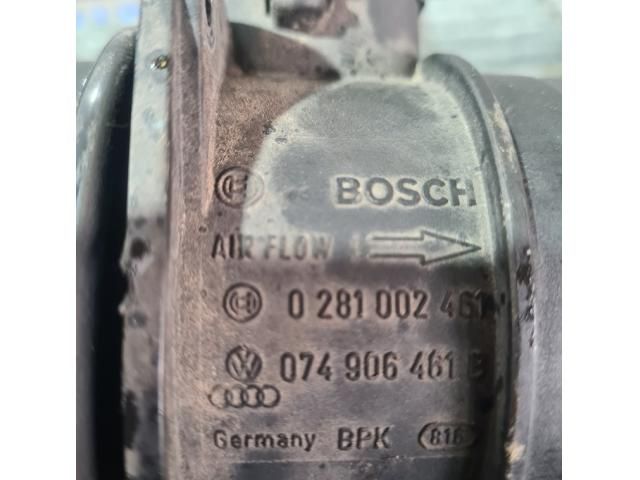 BOSCH
AIR FLOW
0 281 002 461
074 906 461 B
Germany BPK 816